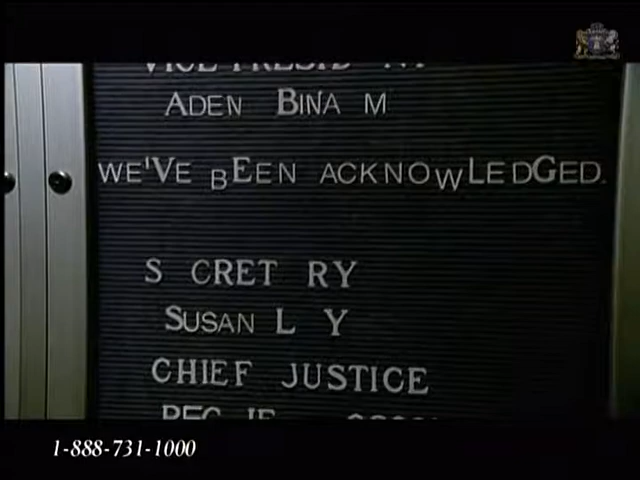 ADEN BINA M
WE'VE BEEN ACKNOWLEDGED.
S CRET RY
SUSAN L Y
CHIEF JUSTICE
1-888-731-1000